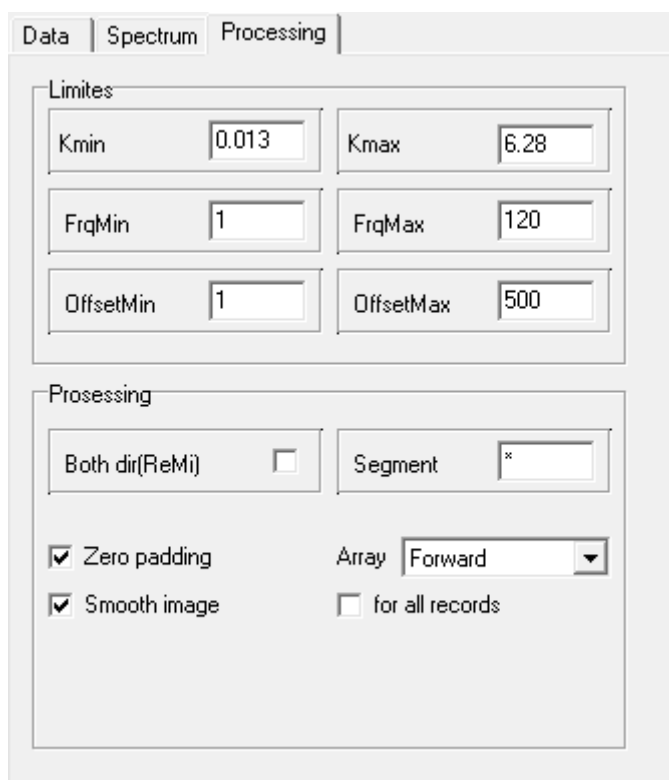 Data Spectrum Processing
Limites
Kmin 0.013 Kmax 6.28
FrqMin 1 FrqMax 120
OffsetMin 1 OffsetMax 500
Prosessing
Both dir(ReMi) Segment *
Zero padding Array Forward
Smooth image for all records